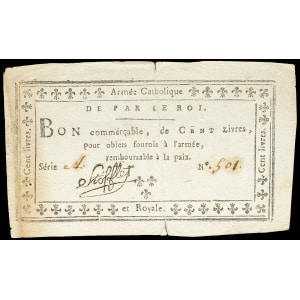 Armée Catholique
DE PAR LE ROI.
BON commerçable, de CENT Livres,
pour objets fournis à l'armée,
remboursable à la paix.
Série A. N°. 501.
Stofflet
et Royale.
Cent livres.
Cent livres.